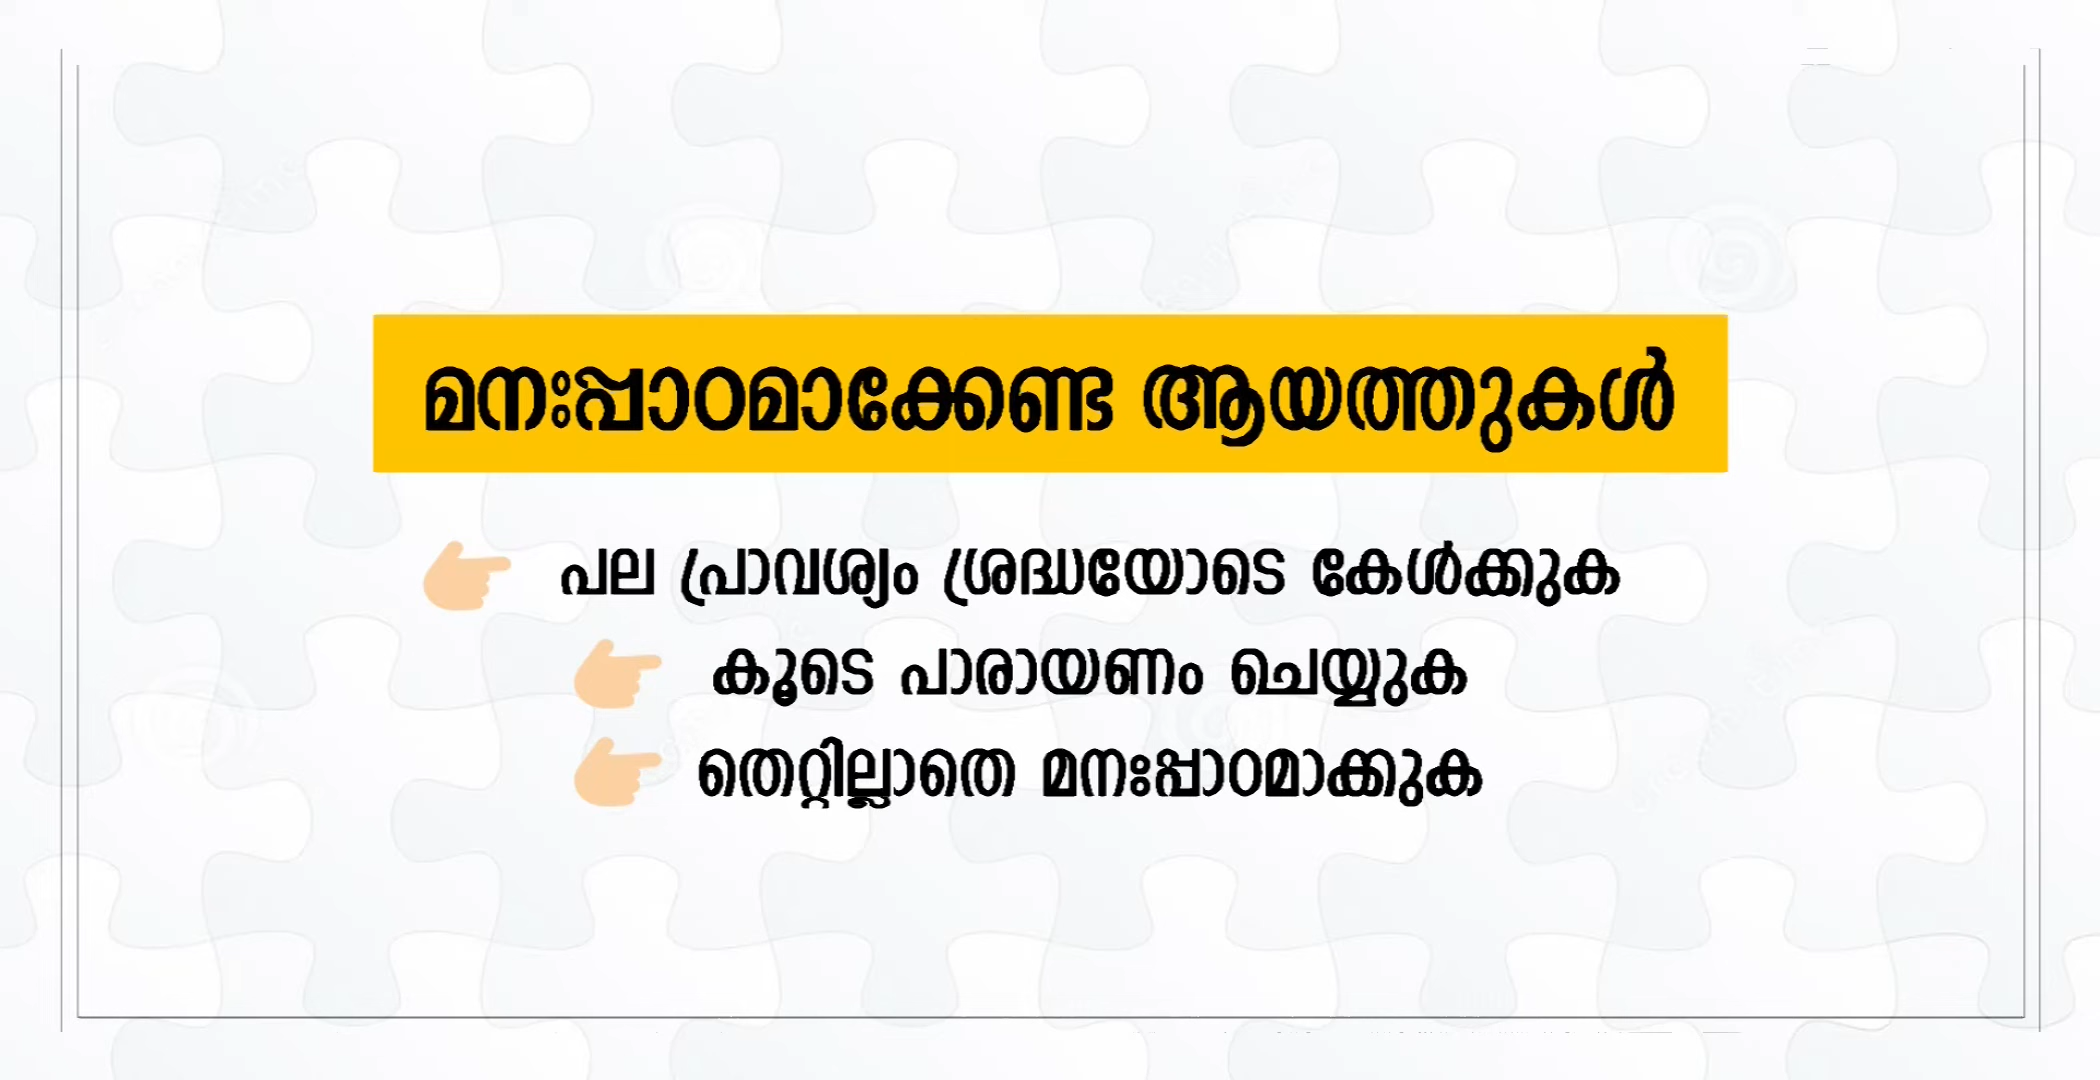 മനഃപ്പാഠമാക്കേണ്ട ആയത്തുകൾ
👉🏼 പല പ്രാവശ്യം ശ്രദ്ധയോടെ കേൾക്കുക
👉🏼 കൂടെ പാരായണം ചെയ്യുക
👉🏼 തെറ്റില്ലാതെ മനഃപ്പാഠമാക്കുക